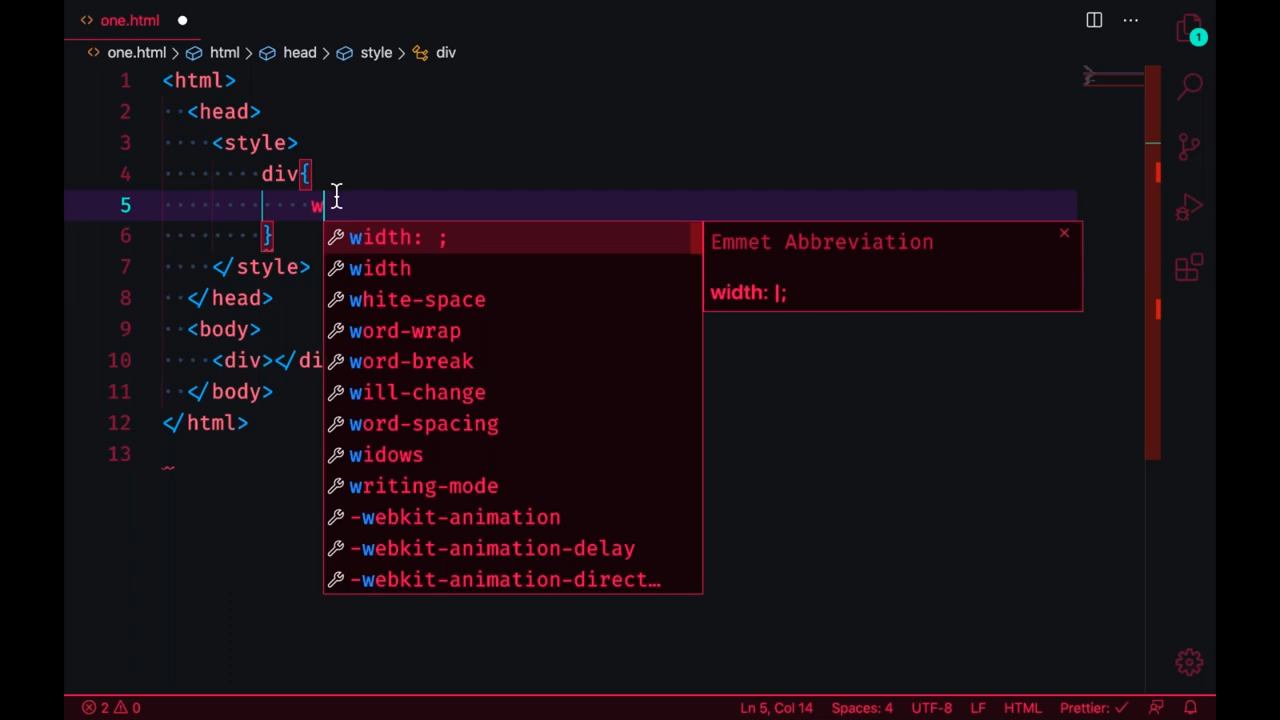 <> one.html ●
<> one.html > html > head > style > div
1 <html>
2 <head>
3 <style>
4 div{
5 w
6 }
7 </style>
8 </head>
9 <body>
10 <div></di
11 </body>
12 </html>
13
width: ;
width
white-space
word-wrap
word-break
will-change
word-spacing
widows
writing-mode
-webkit-animation
-webkit-animation-delay
-webkit-animation-direct…
Emmet Abbreviation
width: |;
1
2 0 Ln 5, Col 14 Spaces: 4 UTF-8 LF HTML Prettier: ✓